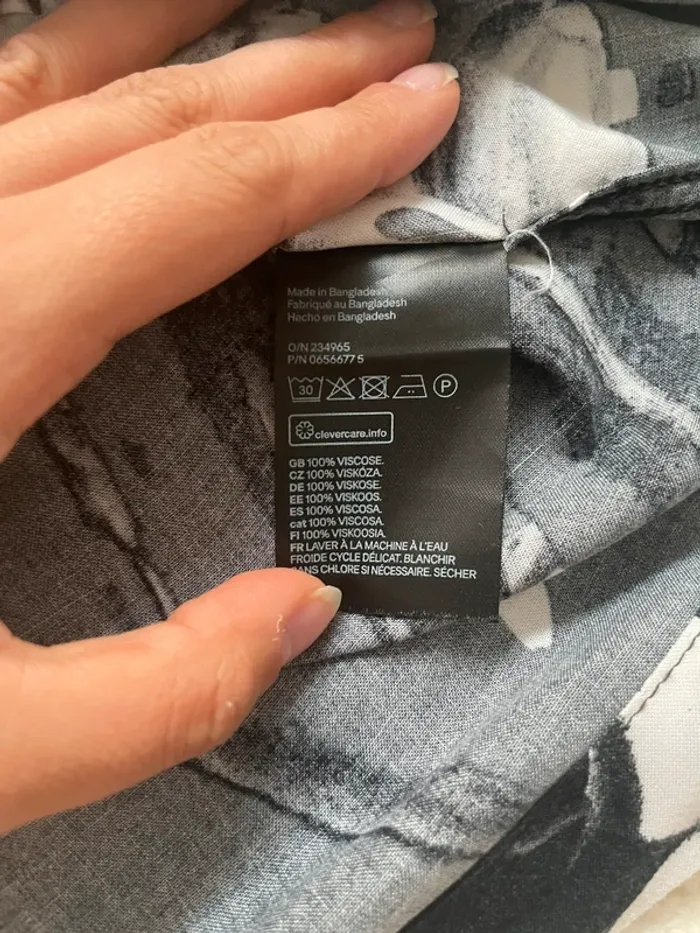 Made in Bangladesh
Fabriqué au Bangladesh
Hecho en Bangladesh
O/N 234965
P/N 0656677 5
30 P
clevercare.info
GB 100% VISCOSE.
CZ 100% VISKÓZA.
DE 100% VISKOSE.
EE 100% VISKOOS.
ES 100% VISCOSA.
cat 100% VISCOSA.
FI 100% VISKOOSIA.
FR LAVER À LA MACHINE À L'EAU
FROIDE CYCLE DÉLICAT. BLANCHIR
SANS CHLORE SI NÉCESSAIRE. SÉCHER